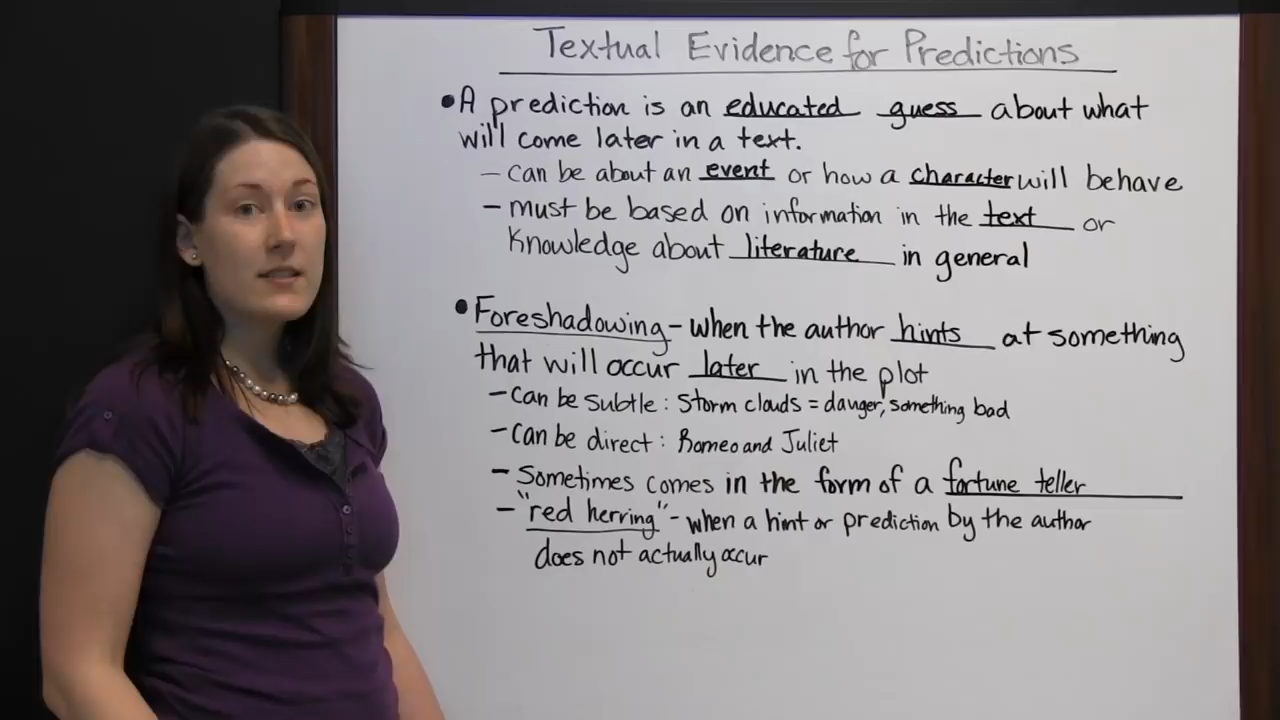 Textual Evidence for Predictions
•A prediction is an educated guess about what
will come later in a text.
– can be about an event or how a character will behave
– must be based on information in the text or
Knowledge about literature in general
•Foreshadowing – when the author hints at something
that will occur later in the plot
– Can be subtle: Storm clouds = danger, something bad
– Can be direct: Romeo and Juliet
– Sometimes comes in the form of a fortune teller
– "red herring" – when a hint or prediction by the author
does not actually occur